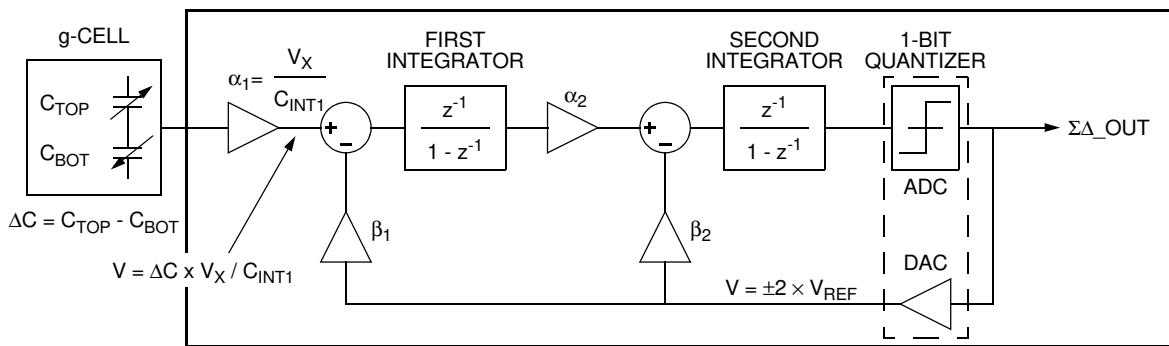 g-CELL
C_TOP
C_BOT
ΔC = C_TOP - C_BOT
α₁ = V_X / C_INT1
V = ΔC x V_X / C_INT1
+
-
β₁
FIRST
INTEGRATOR
z⁻¹
1 - z⁻¹
α₂
+
-
β₂
SECOND
INTEGRATOR
z⁻¹
1 - z⁻¹
1-BIT
QUANTIZER
ADC
DAC
V = ±2 × V_REF
ΣΔ_OUT